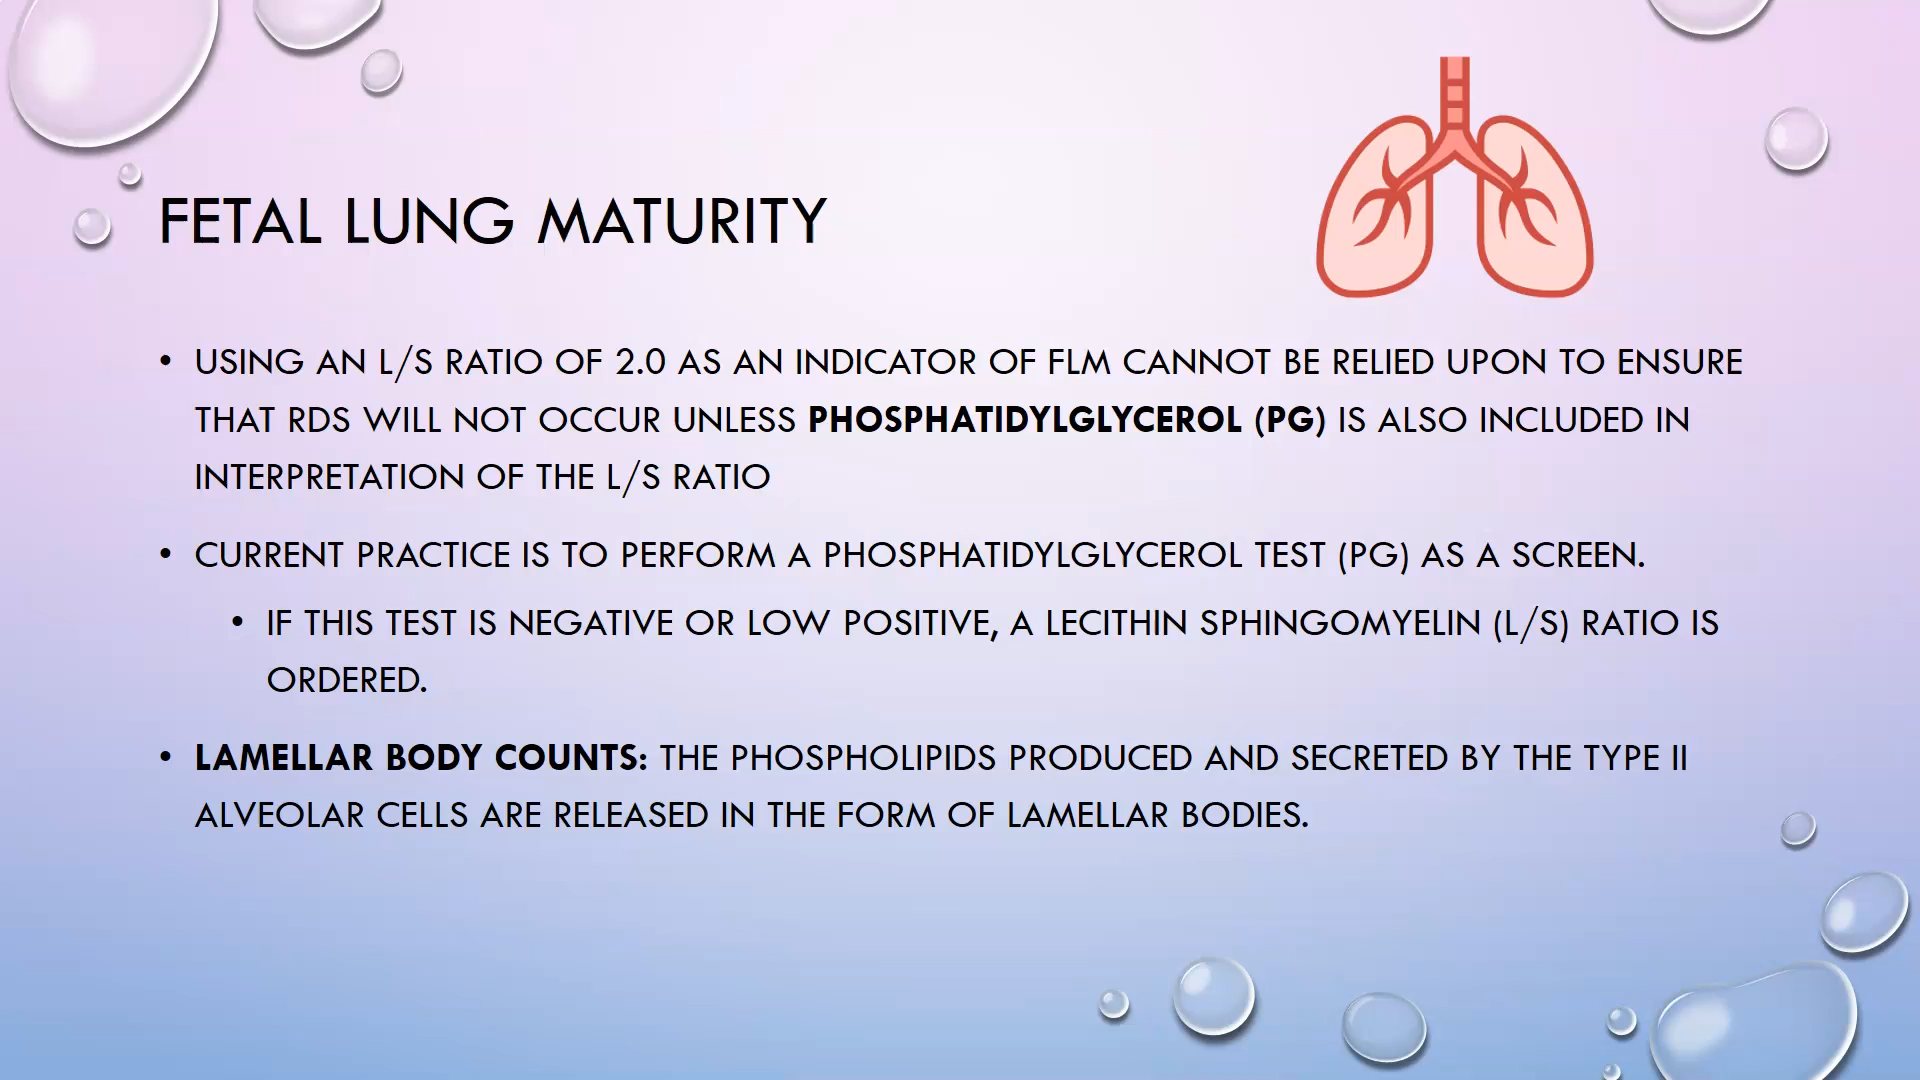 FETAL LUNG MATURITY
• USING AN L/S RATIO OF 2.0 AS AN INDICATOR OF FLM CANNOT BE RELIED UPON TO ENSURE
THAT RDS WILL NOT OCCUR UNLESS PHOSPHATIDYLGLYCEROL (PG) IS ALSO INCLUDED IN
INTERPRETATION OF THE L/S RATIO
• CURRENT PRACTICE IS TO PERFORM A PHOSPHATIDYLGLYCEROL TEST (PG) AS A SCREEN.
• IF THIS TEST IS NEGATIVE OR LOW POSITIVE, A LECITHIN SPHINGOMYELIN (L/S) RATIO IS
ORDERED.
• LAMELLAR BODY COUNTS: THE PHOSPHOLIPIDS PRODUCED AND SECRETED BY THE TYPE II
ALVEOLAR CELLS ARE RELEASED IN THE FORM OF LAMELLAR BODIES.